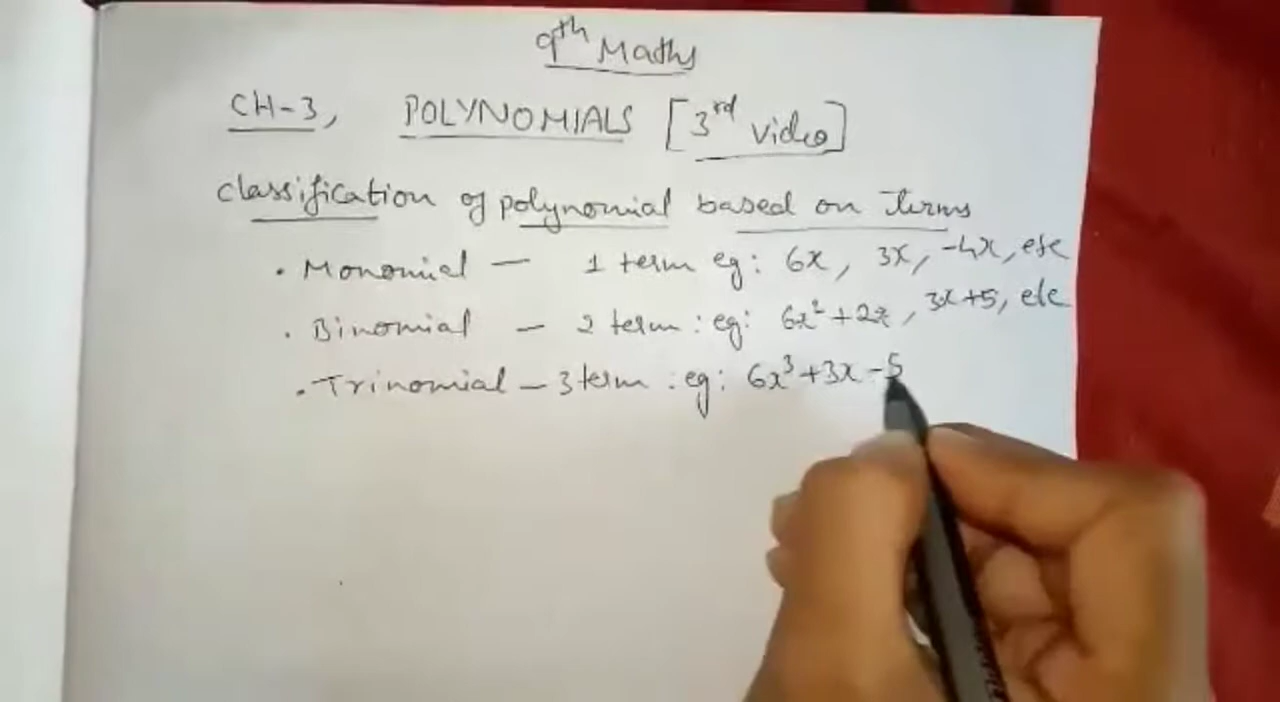 9th Maths
CH-3, POLYNOMIALS [3rd video]
classification of polynomial based on Terms
• Monomial — 1 term eg: 6x, 3x, -4x, etc
• Binomial — 2 term: eg: 6x² + 2x, 3x+5, etc
• Trinomial — 3 term: eg: 6x³ + 3x - 5